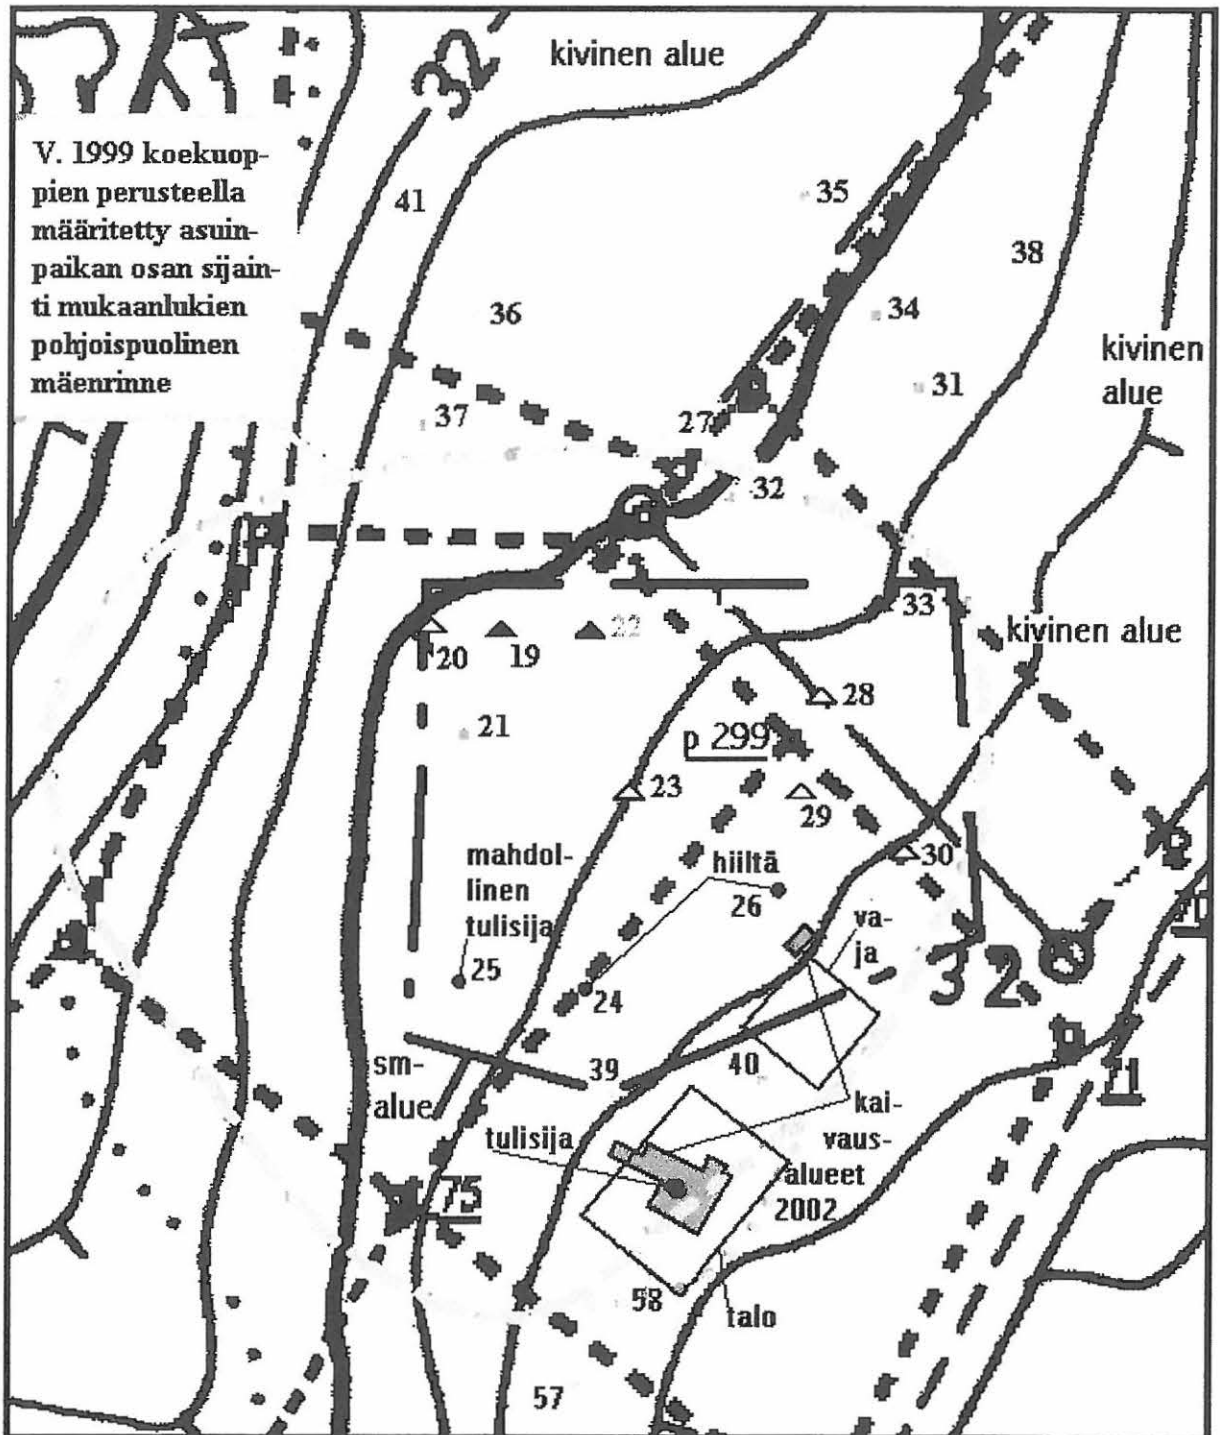 kivinen alue
32
V. 1999 koekuop-
pien perusteella
määritetty asuin-
paikan osan sijain-
ti mukaanlukien
pohjoispuolinen
mäenrinne
41
35
38
36
34
kivinen
alue
31
37
27
32
33
kivinen alue
20
19
22
28
21
p 299
23
29
30
mahdol-
linen
tulisija
hiiltä
26
va-
ja
25
24
32
39
40
sm-
alue
71
kai-
vaus-
alueet
2002
tulisija
75
58
talo
57